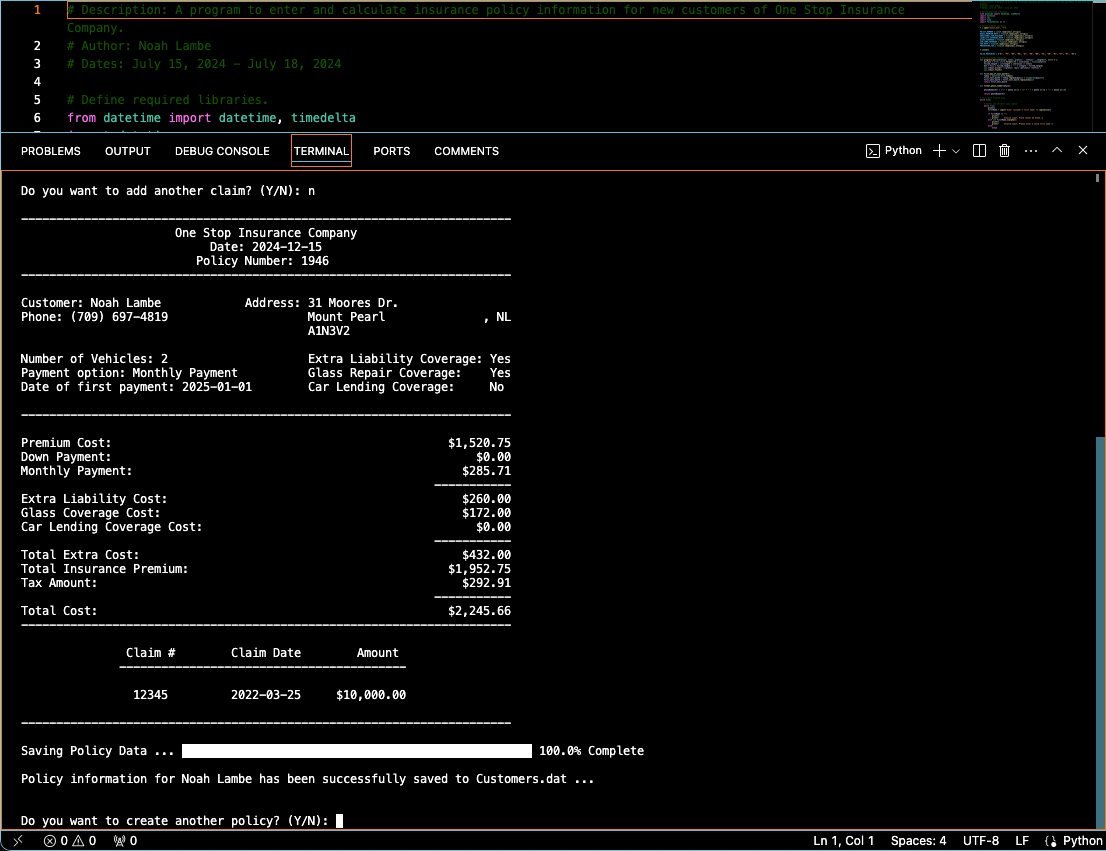 1 # Description: A program to enter and calculate insurance policy information for new customers of One Stop Insurance
Company.
2 # Author: Noah Lambe
3 # Dates: July 15, 2024 - July 18, 2024
4
5 # Define required libraries.
6 from datetime import datetime, timedelta
PROBLEMS OUTPUT DEBUG CONSOLE TERMINAL PORTS COMMENTS Python
Do you want to add another claim? (Y/N): n
One Stop Insurance Company
Date: 2024-12-15
Policy Number: 1946
Customer: Noah Lambe Address: 31 Moores Dr.
Phone: (709) 697-4819 Mount Pearl , NL
A1N3V2
Number of Vehicles: 2 Extra Liability Coverage: Yes
Payment option: Monthly Payment Glass Repair Coverage: Yes
Date of first payment: 2025-01-01 Car Lending Coverage: No
Premium Cost: $1,520.75
Down Payment: $0.00
Monthly Payment: $285.71
Extra Liability Cost: $260.00
Glass Coverage Cost: $172.00
Car Lending Coverage Cost: $0.00
Total Extra Cost: $432.00
Total Insurance Premium: $1,952.75
Tax Amount: $292.91
Total Cost: $2,245.66
Claim # Claim Date Amount
12345 2022-03-25 $10,000.00
Saving Policy Data ... 100.0% Complete
Policy information for Noah Lambe has been successfully saved to Customers.dat ...
Do you want to create another policy? (Y/N):
0 0 0 Ln 1, Col 1 Spaces: 4 UTF-8 LF Python